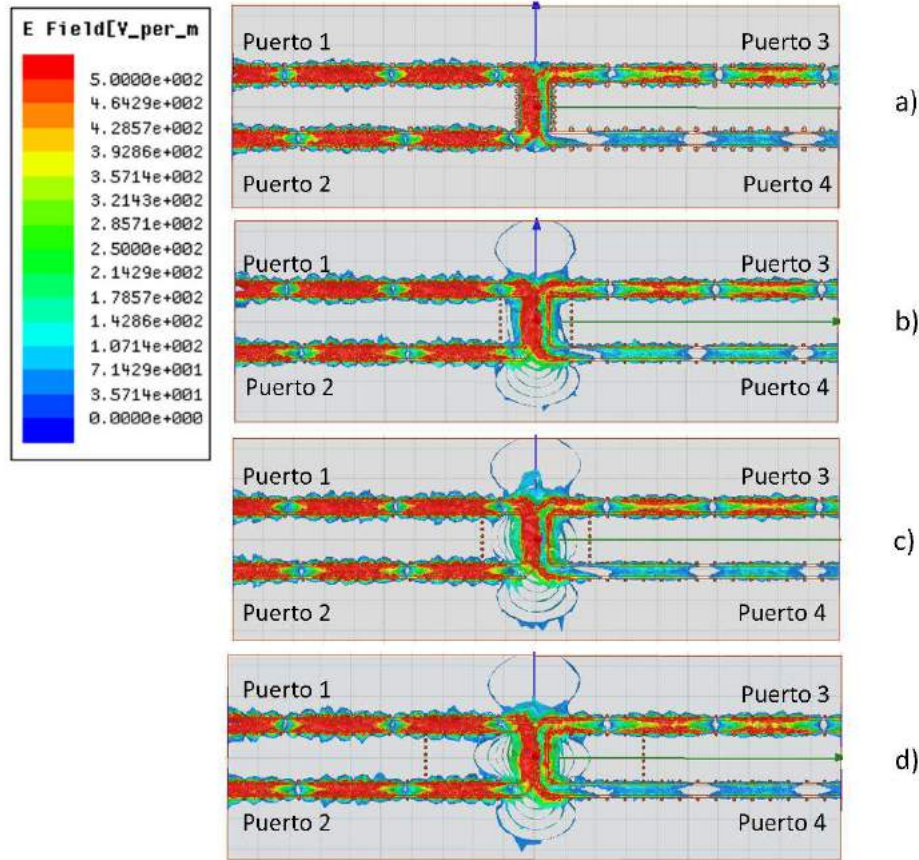 E Field[V_per_m
5.0000e+002
4.6429e+002
4.2857e+002
3.9286e+002
3.5714e+002
3.2143e+002
2.8571e+002
2.5000e+002
2.1429e+002
1.7857e+002
1.4286e+002
1.0714e+002
7.1429e+001
3.5714e+001
0.0000e+000
Puerto 1 Puerto 3
a)
Puerto 2 Puerto 4
Puerto 1 Puerto 3
b)
Puerto 2 Puerto 4
Puerto 1 Puerto 3
c)
Puerto 2 Puerto 4
Puerto 1 Puerto 3
d)
Puerto 2 Puerto 4